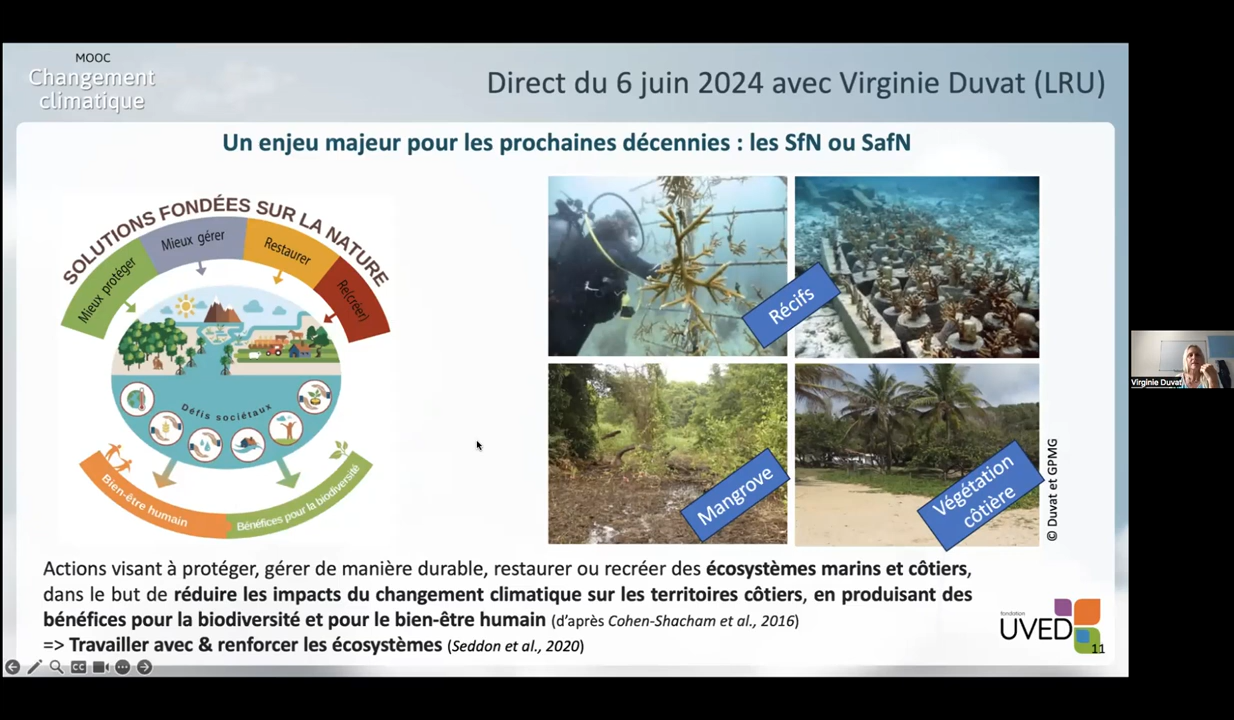 MOOC
Changement
climatique
Direct du 6 juin 2024 avec Virginie Duvat (LRU)
Un enjeu majeur pour les prochaines décennies : les SfN ou SafN
SOLUTIONS FONDÉES SUR LA NATURE
Mieux protéger
Mieux gérer
Restaurer
Re(créer)
Défis sociétaux
Bien-être humain
Bénéfices pour la biodiversité
Récifs
Mangrove
Végétation
côtière
© Duvat et GPMG
Virginie Duvat
Actions visant à protéger, gérer de manière durable, restaurer ou recréer des écosystèmes marins et côtiers,
dans le but de réduire les impacts du changement climatique sur les territoires côtiers, en produisant des
bénéfices pour la biodiversité et pour le bien-être humain (d'après Cohen-Shacham et al., 2016)
=> Travailler avec & renforcer les écosystèmes (Seddon et al., 2020)
fondation
UVED
11
CC